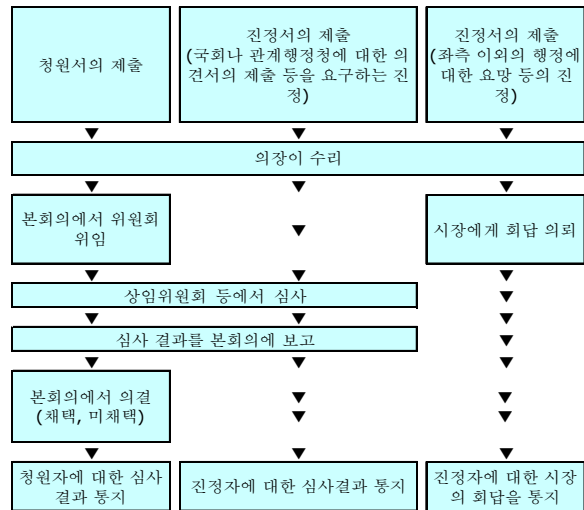 청원서의 제출
진정서의 제출
(국회나 관계행정청에 대한 의
견서의 제출 등을 요구하는 진
정)
진정서의 제출
(좌측 이외의 행정에
대한 요망 등의 진
정)
▼ ▼ ▼
의장이 수리
▼ ▼ ▼
본회의에서 위원회
위임
▼
시장에게 회답 의뢰
▼ ▼ ▼
상임위원회 등에서 심사
▼
▼ ▼ ▼
심사 결과를 본회의에 보고
▼
▼ ▼ ▼
본회의에서 의결
(채택, 미채택)
▼ ▼
▼ ▼
▼ ▼ ▼
청원자에 대한 심사
결과 통지
진정자에 대한 심사결과 통지
진정자에 대한 시장
의 회답을 통지